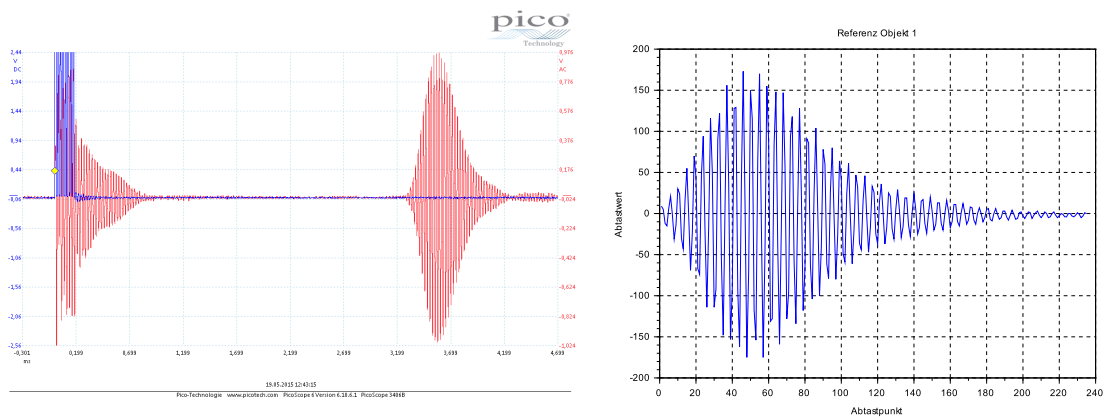 pico
Technology
2,44
V
DC
1,94
1,44
0,94
0,44
-0,06
-0,56
-1,06
-1,56
-2,06
-2,56
0,976
V
AC
0,776
0,576
0,376
0,176
-0,024
-0,224
-0,424
-0,624
-0,824
-1,024
-0,301 0,199 0,699 1,199 1,699 2,199 2,699 3,199 3,699 4,199 4,699
ms
19.05.2015 12:43:15
Pico-Technologie www.picotech.com PicoScope 6 Version 6.10.6.1 PicoScope 3406B
Referenz Objekt 1
200
150
100
50
0
-50
-100
-150
-200
Abtastwert
0 20 40 60 80 100 120 140 160 180 200 220 240
Abtastpunkt